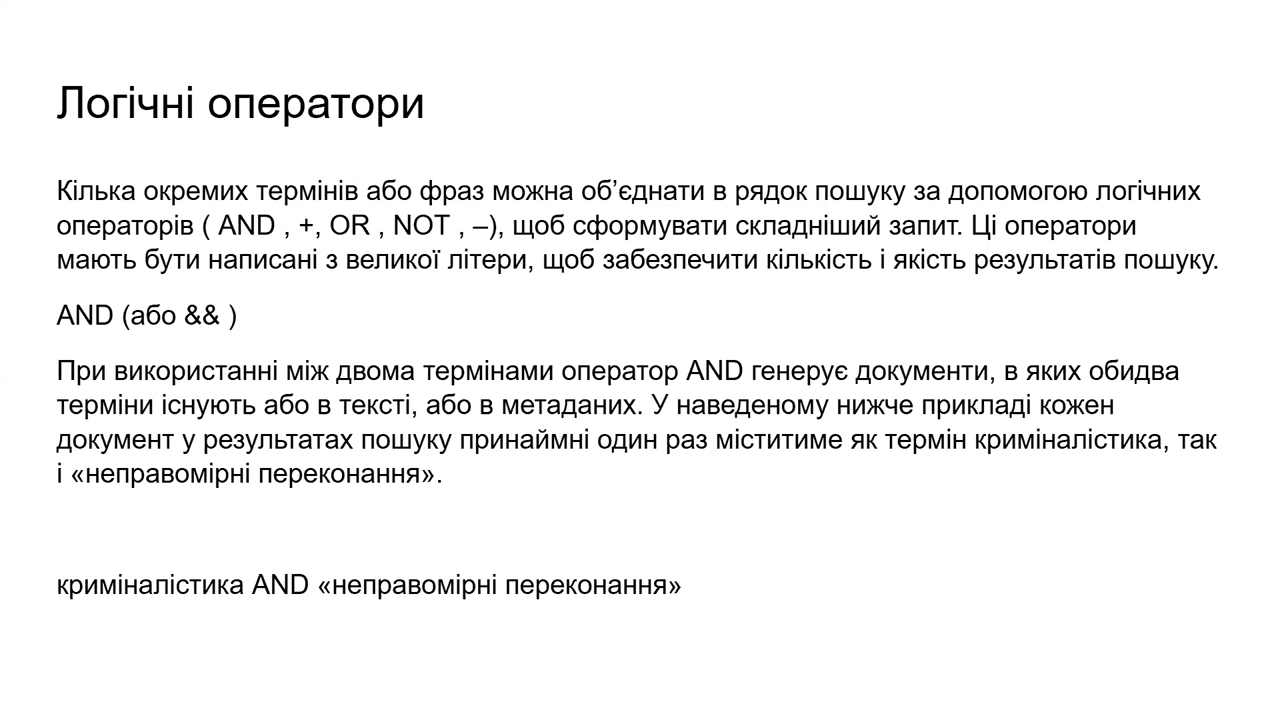 Логічні оператори
Кілька окремих термінів або фраз можна об’єднати в рядок пошуку за допомогою логічних
операторів ( AND , +, OR , NOT , –), щоб сформувати складніший запит. Ці оператори
мають бути написані з великої літери, щоб забезпечити кількість і якість результатів пошуку.
AND (або && )
При використанні між двома термінами оператор AND генерує документи, в яких обидва
терміни існують або в тексті, або в метаданих. У наведеному нижче прикладі кожен
документ у результатах пошуку принаймні один раз міститиме як термін криміналістика, так
і «неправомірні переконання».
криміналістика AND «неправомірні переконання»